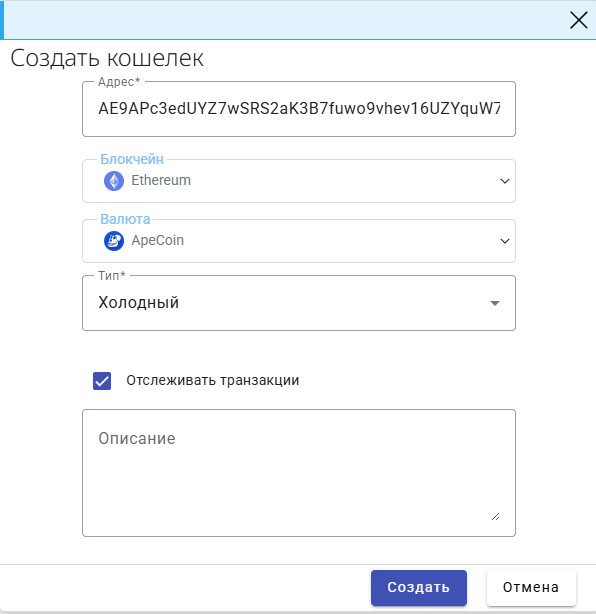 Создать кошелек
Адрес*
AE9APc3edUYZ7wSRS2aK3B7fuwo9vhev16UZYquW7
Блокчейн
Ethereum
Валюта
ApeCoin
Тип*
Холодный
Отслеживать транзакции
Описание
Создать
Отмена